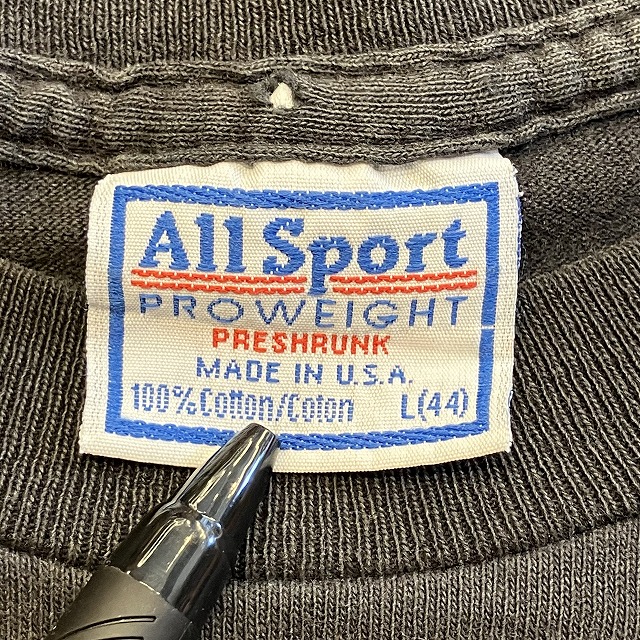 All Sport
PROWEIGHT
PRESHRUNK
MADE IN U.S.A.
100% Cotton/Coton L(44)